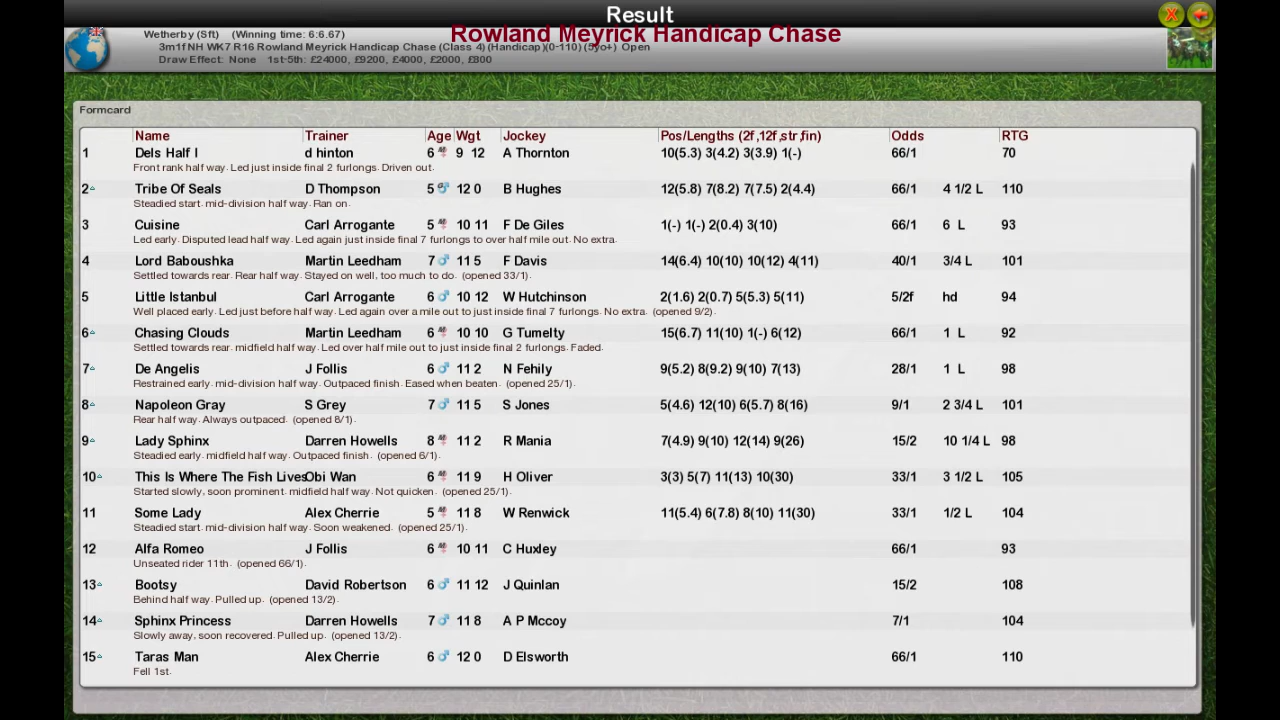 Result
Rowland Meyrick Handicap Chase
Wetherby (Sft) (Winning time: 6:6.67)
3m1f NH WK7 R16 Rowland Meyrick Handicap Chase (Class 4) (Handicap)(0-110) (5yo+) Open
Draw Effect: None 1st-5th: £24000, £9200, £4000, £2000, £800
Formcard
Name Trainer Age Wgt Jockey Pos/Lengths (2f,12f,str,fin) Odds RTG
1 Dels Half I d hinton 6 9 12 A Thornton 10(5.3) 3(4.2) 3(3.9) 1(-) 66/1 70
Front rank half way. Led just inside final 2 furlongs. Driven out.
2 Tribe Of Seals D Thompson 5 12 0 B Hughes 12(5.8) 7(8.2) 7(7.5) 2(4.4) 66/1 4 1/2 L 110
Steadied start. mid-division half way. Ran on.
3 Cuisine Carl Arrogante 5 10 11 F De Giles 1(-) 1(-) 2(0.4) 3(10) 66/1 6 L 93
Led early. Disputed lead half way. Led again just inside final 7 furlongs to over half mile out. No extra.
4 Lord Baboushka Martin Leedham 7 11 5 F Davis 14(6.4) 10(10) 10(12) 4(11) 40/1 3/4 L 101
Settled towards rear. Rear half way. Stayed on well, too much to do. (opened 33/1).
5 Little Istanbul Carl Arrogante 6 10 12 W Hutchinson 2(1.6) 2(0.7) 5(5.3) 5(11) 5/2f hd 94
Well placed early. Led just before half way. Led again over a mile out to just inside final 7 furlongs. No extra. (opened 9/2).
6 Chasing Clouds Martin Leedham 6 10 10 G Tumelty 15(6.7) 11(10) 1(-) 6(12) 66/1 1 L 92
Settled towards rear. midfield half way. Led over half mile out to just inside final 2 furlongs. Faded.
7 De Angelis J Follis 6 11 2 N Fehily 9(5.2) 8(9.2) 9(10) 7(13) 28/1 1 L 98
Restrained early. mid-division half way. Outpaced finish. Eased when beaten. (opened 25/1).
8 Napoleon Gray S Grey 7 11 5 S Jones 5(4.6) 12(10) 6(5.7) 8(16) 9/1 2 3/4 L 101
Rear half way. Always outpaced. (opened 8/1).
9 Lady Sphinx Darren Howells 8 11 2 R Mania 7(4.9) 9(10) 12(14) 9(26) 15/2 10 1/4 L 98
Steadied early. midfield half way. Outpaced finish. (opened 6/1).
10 This Is Where The Fish Lives Obi Wan 6 11 9 H Oliver 3(3) 5(7) 11(13) 10(30) 33/1 3 1/2 L 105
Started slowly, soon prominent. midfield half way. Not quicken. (opened 25/1).
11 Some Lady Alex Cherrie 5 11 8 W Renwick 11(5.4) 6(7.8) 8(10) 11(30) 33/1 1/2 L 104
Steadied start. mid-division half way. Soon weakened. (opened 25/1).
12 Alfa Romeo J Follis 6 10 11 C Huxley 66/1 93
Unseated rider 11th. (opened 66/1).
13 Bootsy David Robertson 6 11 12 J Quinlan 15/2 108
Behind half way. Pulled up. (opened 13/2).
14 Sphinx Princess Darren Howells 7 11 8 A P Mccoy 7/1 104
Slowly away, soon recovered. Pulled up. (opened 13/2).
15 Taras Man Alex Cherrie 6 12 0 D Elsworth 66/1 110
Fell 1st.